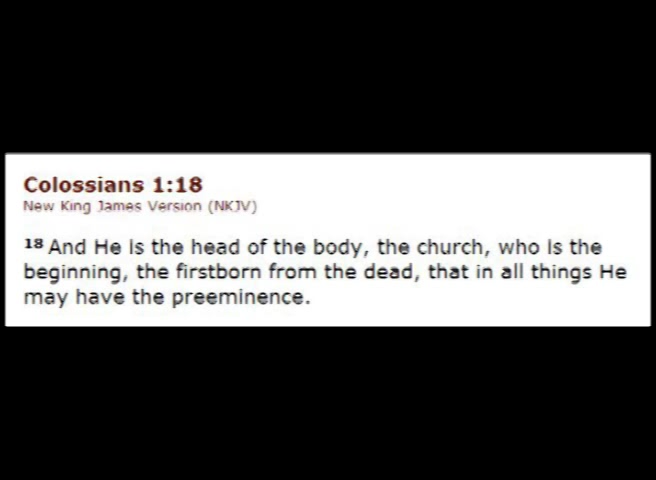 Colossians 1:18
New King James Version (NKJV)
18 And He is the head of the body, the church, who is the
beginning, the firstborn from the dead, that in all things He
may have the preeminence.